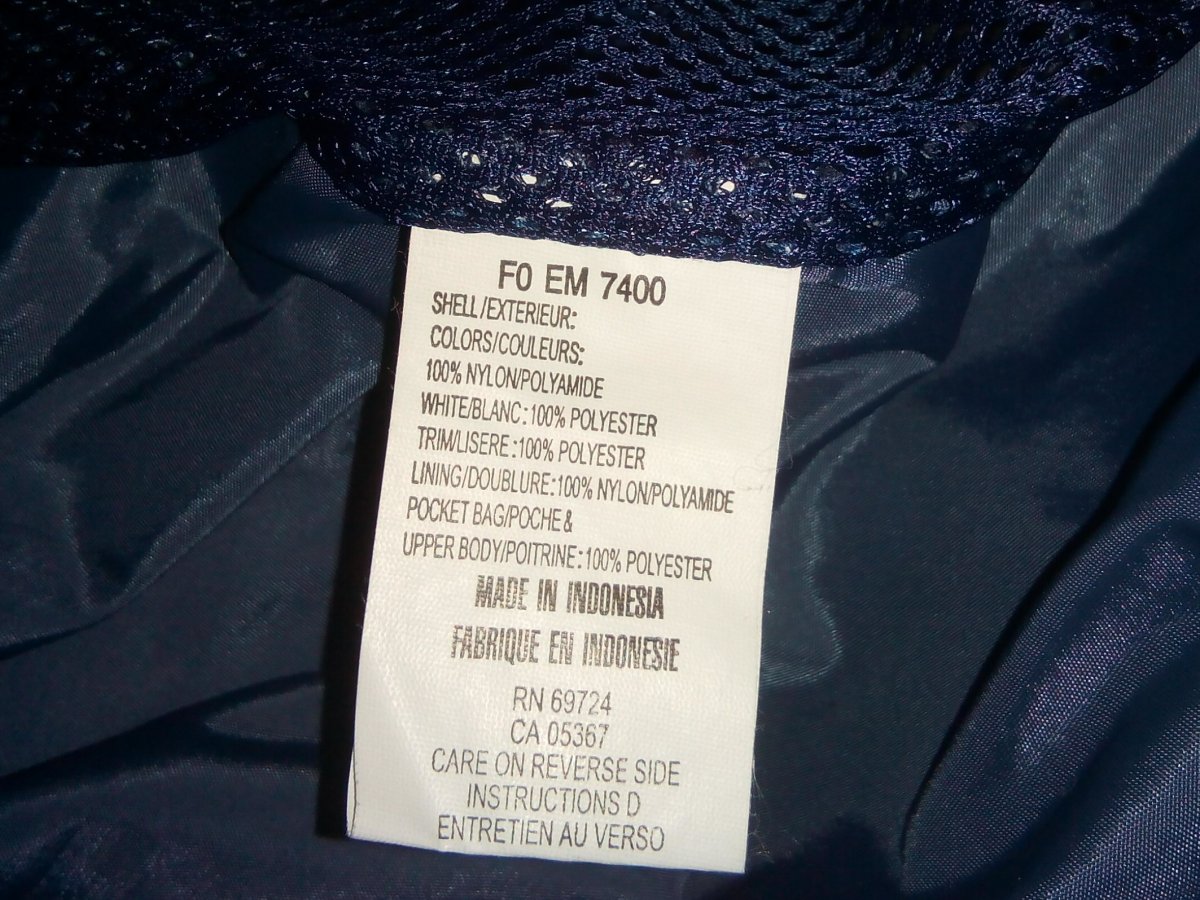 FO EM 7400
SHELL/EXTERIEUR:
COLORS/COULEURS:
100% NYLON/POLYAMIDE
WHITE/BLANC:100% POLYESTER
TRIM/LISERE:100% POLYESTER
LINING/DOUBLURE:100% NYLON/POLYAMIDE
POCKET BAG/POCHE &
UPPER BODY/POITRINE:100% POLYESTER
MADE IN INDONESIA
FABRIQUE EN INDONESIE
RN 69724
CA 05367
CARE ON REVERSE SIDE
INSTRUCTIONS D
ENTRETIEN AU VERSO